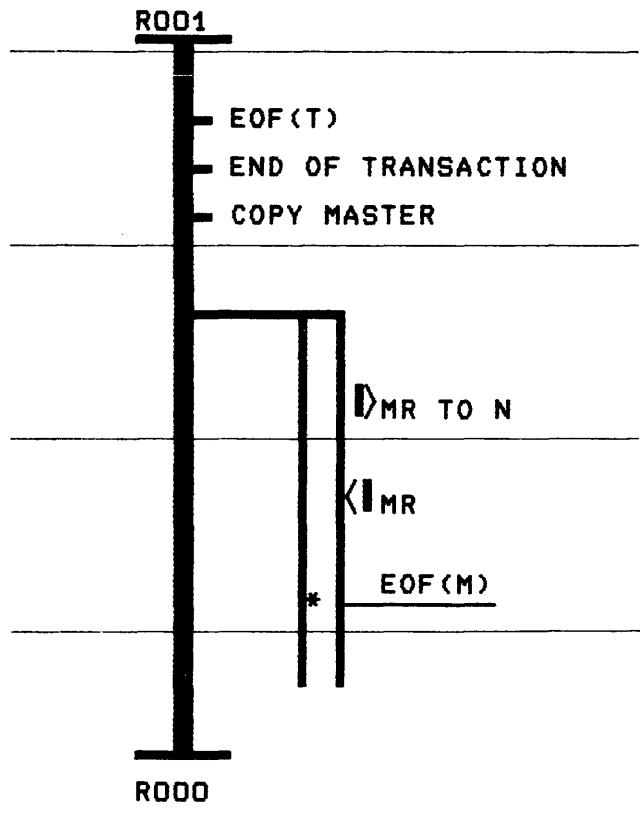 R001
EOF(T)
END OF TRANSACTION
COPY MASTER
MR TO N
MR
* EOF(M)
R000